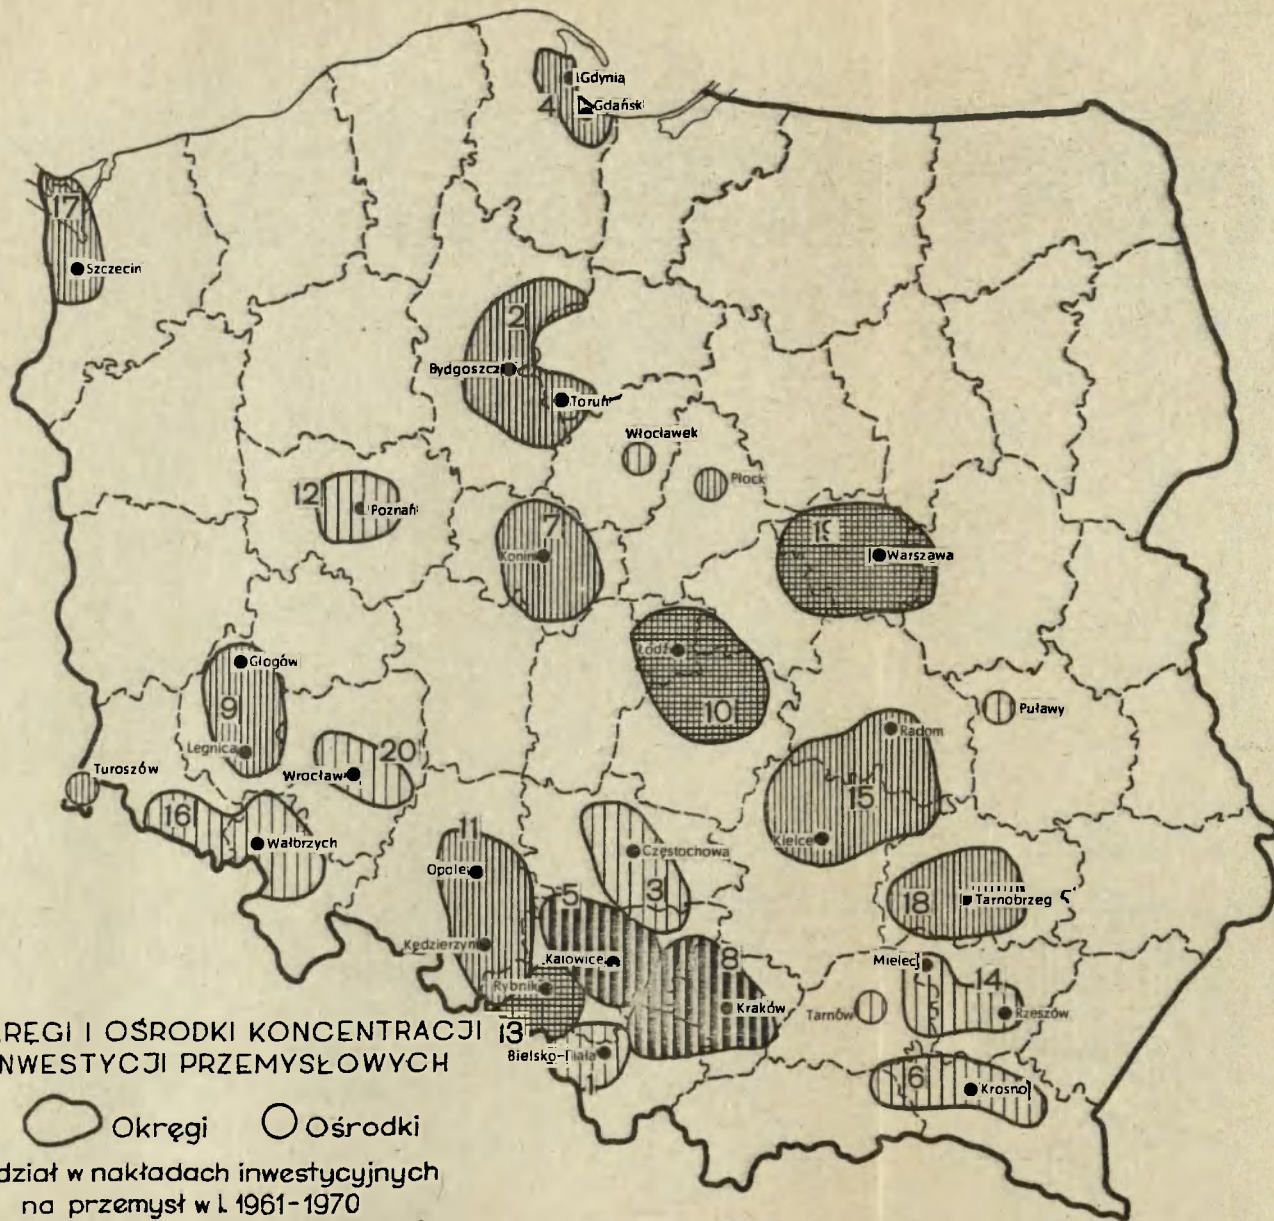 Gdynia
4
Gdańsk
17
Szczecin
2
Bydgoszcz
Toruń
Włocławek
Płock
12
Poznań
7
Konin
19
Warszawa
Głogów
9
Legnica
Łódź
10
Puławy
Turoszów
Wrocław
20
Radom
15
Kielce
16
Wałbrzych
11
Opole
Częstochowa
3
5
18
Tarnobrzeg
Kędzierzyn
Katowice
8
Mielec
14
Rybnik
Kraków
Tarnów
Rzeszów
13
Bielsko-Biała
1
6
Krosno
RĘGI I OŚRODKI KONCENTRACJI
NWESTYCJI PRZEMYSŁOWYCH
Okręgi Ośrodki
dział w nakładach inwestycyjnych
na przemysł w l. 1961-1970